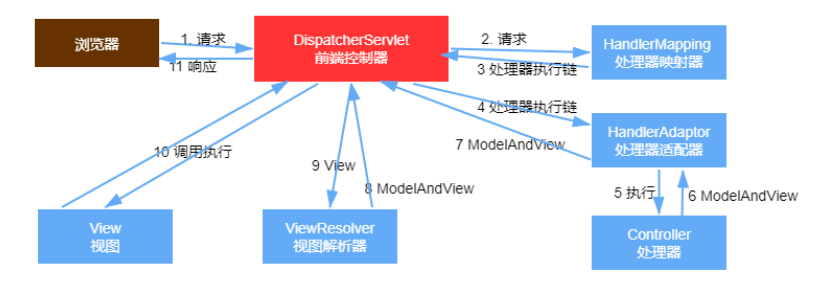 浏览器
1. 请求
11 响应
DispatcherServlet
前端控制器
2. 请求
3 处理器执行链
HandlerMapping
处理器映射器
4 处理器执行链
7 ModelAndView
HandlerAdaptor
处理器适配器
10 调用执行
9 View
8 ModelAndView
5 执行
6 ModelAndView
View
视图
ViewResolver
视图解析器
Controller
处理器